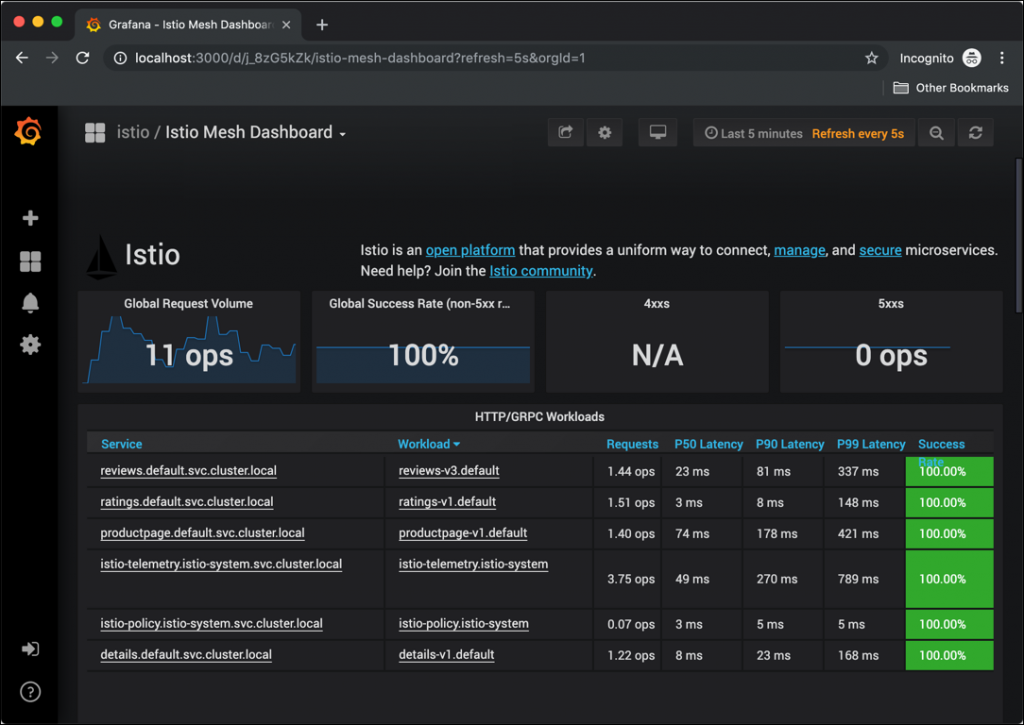 Grafana - Istio Mesh Dashboar
localhost:3000/d/j_8zG5kZk/istio-mesh-dashboard?refresh=5s&orgId=1
Incognito
Other Bookmarks
istio / Istio Mesh Dashboard
Last 5 minutes Refresh every 5s
Istio
Istio is an open platform that provides a uniform way to connect, manage, and secure microservices.
Need help? Join the Istio community.
Global Request Volume
11 ops
Global Success Rate (non-5xx r...
100%
4xxs
N/A
5xxs
0 ops
HTTP/GRPC Workloads
Service Workload Requests P50 Latency P90 Latency P99 Latency Success Rate
reviews.default.svc.cluster.local reviews-v3.default 1.44 ops 23 ms 81 ms 337 ms 100.00%
ratings.default.svc.cluster.local ratings-v1.default 1.51 ops 3 ms 8 ms 148 ms 100.00%
productpage.default.svc.cluster.local productpage-v1.default 1.40 ops 74 ms 178 ms 421 ms 100.00%
istio-telemetry.istio-system.svc.cluster.local istio-telemetry.istio-system 3.75 ops 49 ms 270 ms 789 ms 100.00%
istio-policy.istio-system.svc.cluster.local istio-policy.istio-system 0.07 ops 3 ms 5 ms 5 ms 100.00%
details.default.svc.cluster.local details-v1.default 1.22 ops 8 ms 23 ms 168 ms 100.00%